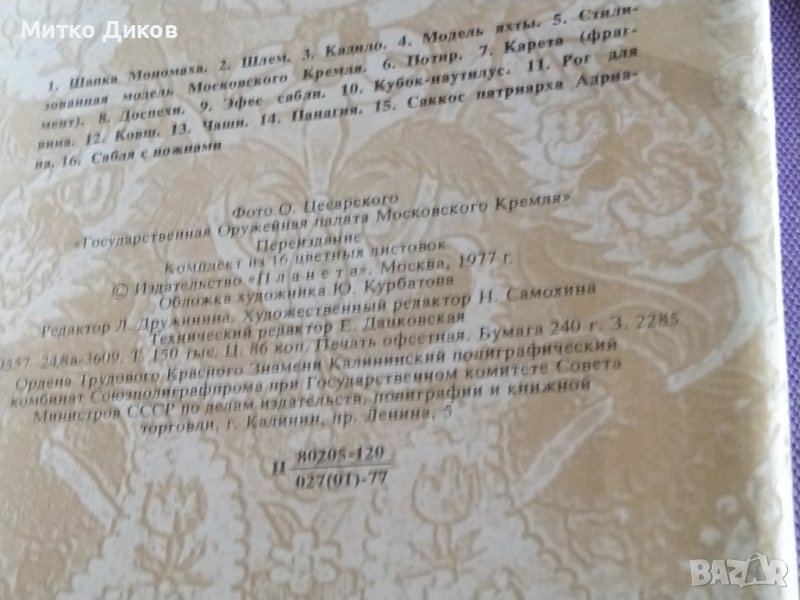 Митко Диков
1. Шапка Мономаха. 2. Шлем. 3. Кадило. 4. Модель яхты. 5. Стили-
зованная модель Московского Кремля. 6. Потир. 7. Карета (фраг-
мент). 8. Доспехи. 9. Эфес сабли. 10. Кубок-наутилус. 11. Рог для
вина. 12. Ковш. 13. Чаши. 14. Панагия. 15. Саккос патриарха Адриа-
на. 16. Сабля с ножнами
Фото О. Цесарского
«Государственная Оружейная палата Московского Кремля»
Переиздание
Комплект из 16 цветных листовок
© Издательство «Планета». Москва, 1977 г.
Обложка художника Ю. Курбатова
Редактор Л. Дружинина. Художественный редактор Н. Самохина
Технический редактор Е. Дацковская
0557 24/8а-3609. Т. 150 тыс. Ц. 86 коп. Печать офсетная. Бумага 240 г. З. 2285
Ордена Трудового Красного Знамени Калининский полиграфический
комбинат Союзполиграфпрома при Государственном комитете Совета
Министров СССР по делам издательств, полиграфии и книжной
торговли, г. Калинин, пр. Ленина, 5
Ц 80205-120
027(01)-77
BAZAR